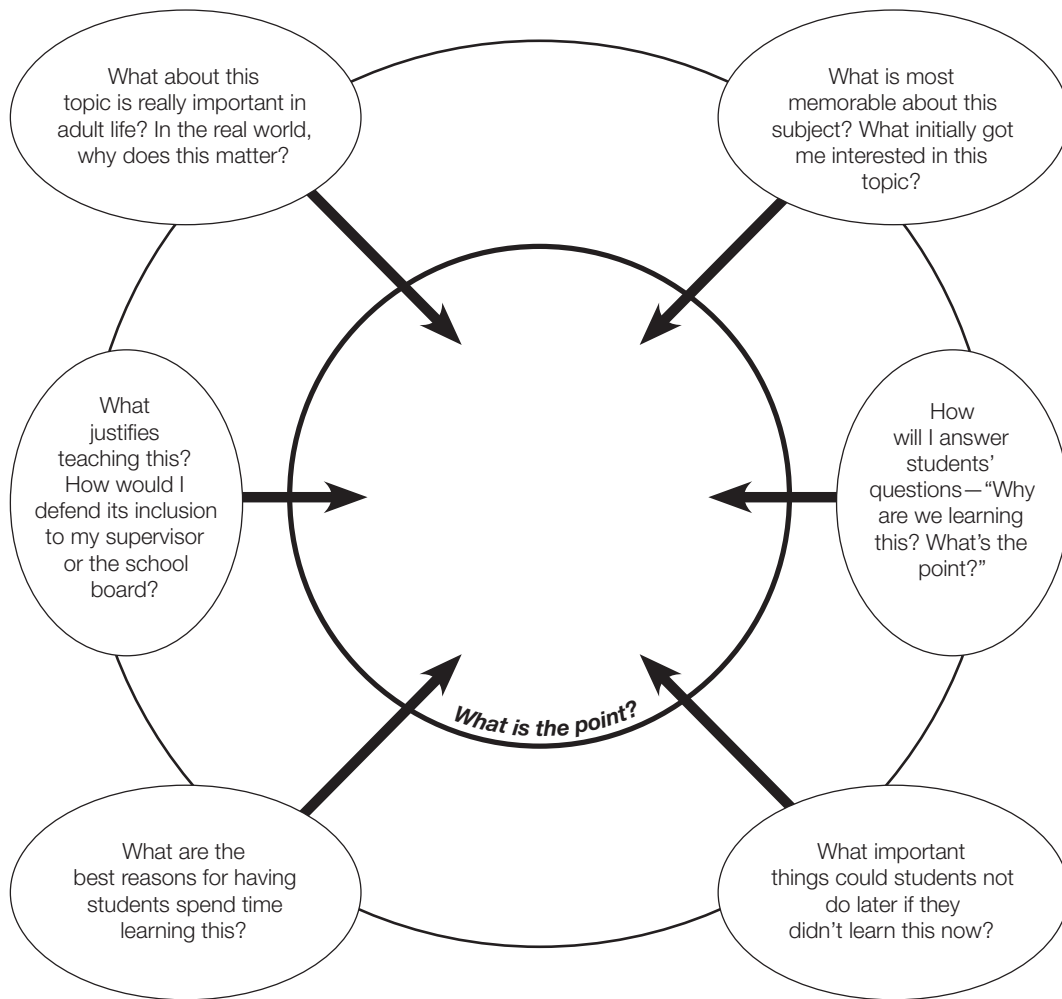 What about this
topic is really important in
adult life? In the real world,
why does this matter?
What is most
memorable about this
subject? What initially got
me interested in this
topic?
What
justifies
teaching this?
How would I
defend its inclusion
to my supervisor
or the school
board?
How
will I answer
students’
questions—“Why
are we learning
this? What’s the
point?”
What is the point?
What are the
best reasons for having
students spend time
learning this?
What important
things could students not
do later if they
didn’t learn this now?